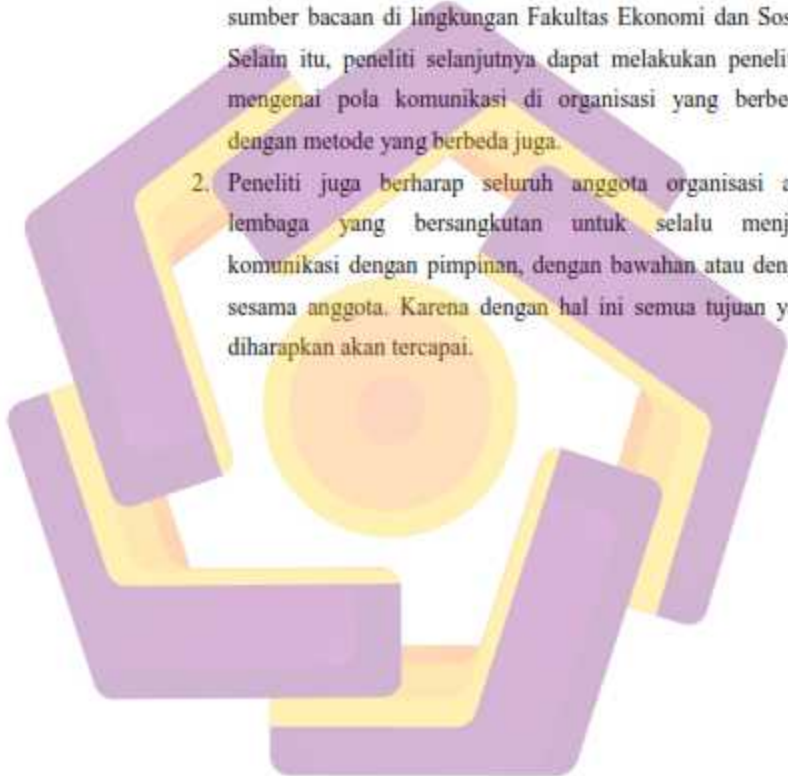 sumber bacaan di lingkungan Fakultas Ekonomi dan Sos
Selain itu, peneliti selanjutnya dapat melakukan penelit
mengenai pola komunikasi di organisasi yang berbe
dengan metode yang berbeda juga.
2. Peneliti juga berharap seluruh anggota organisasi a
lembaga yang bersangkutan untuk selalu menj
komunikasi dengan pimpinan, dengan bawahan atau den
sesama anggota. Karena dengan hal ini semua tujuan y
diharapkan akan tercapai.